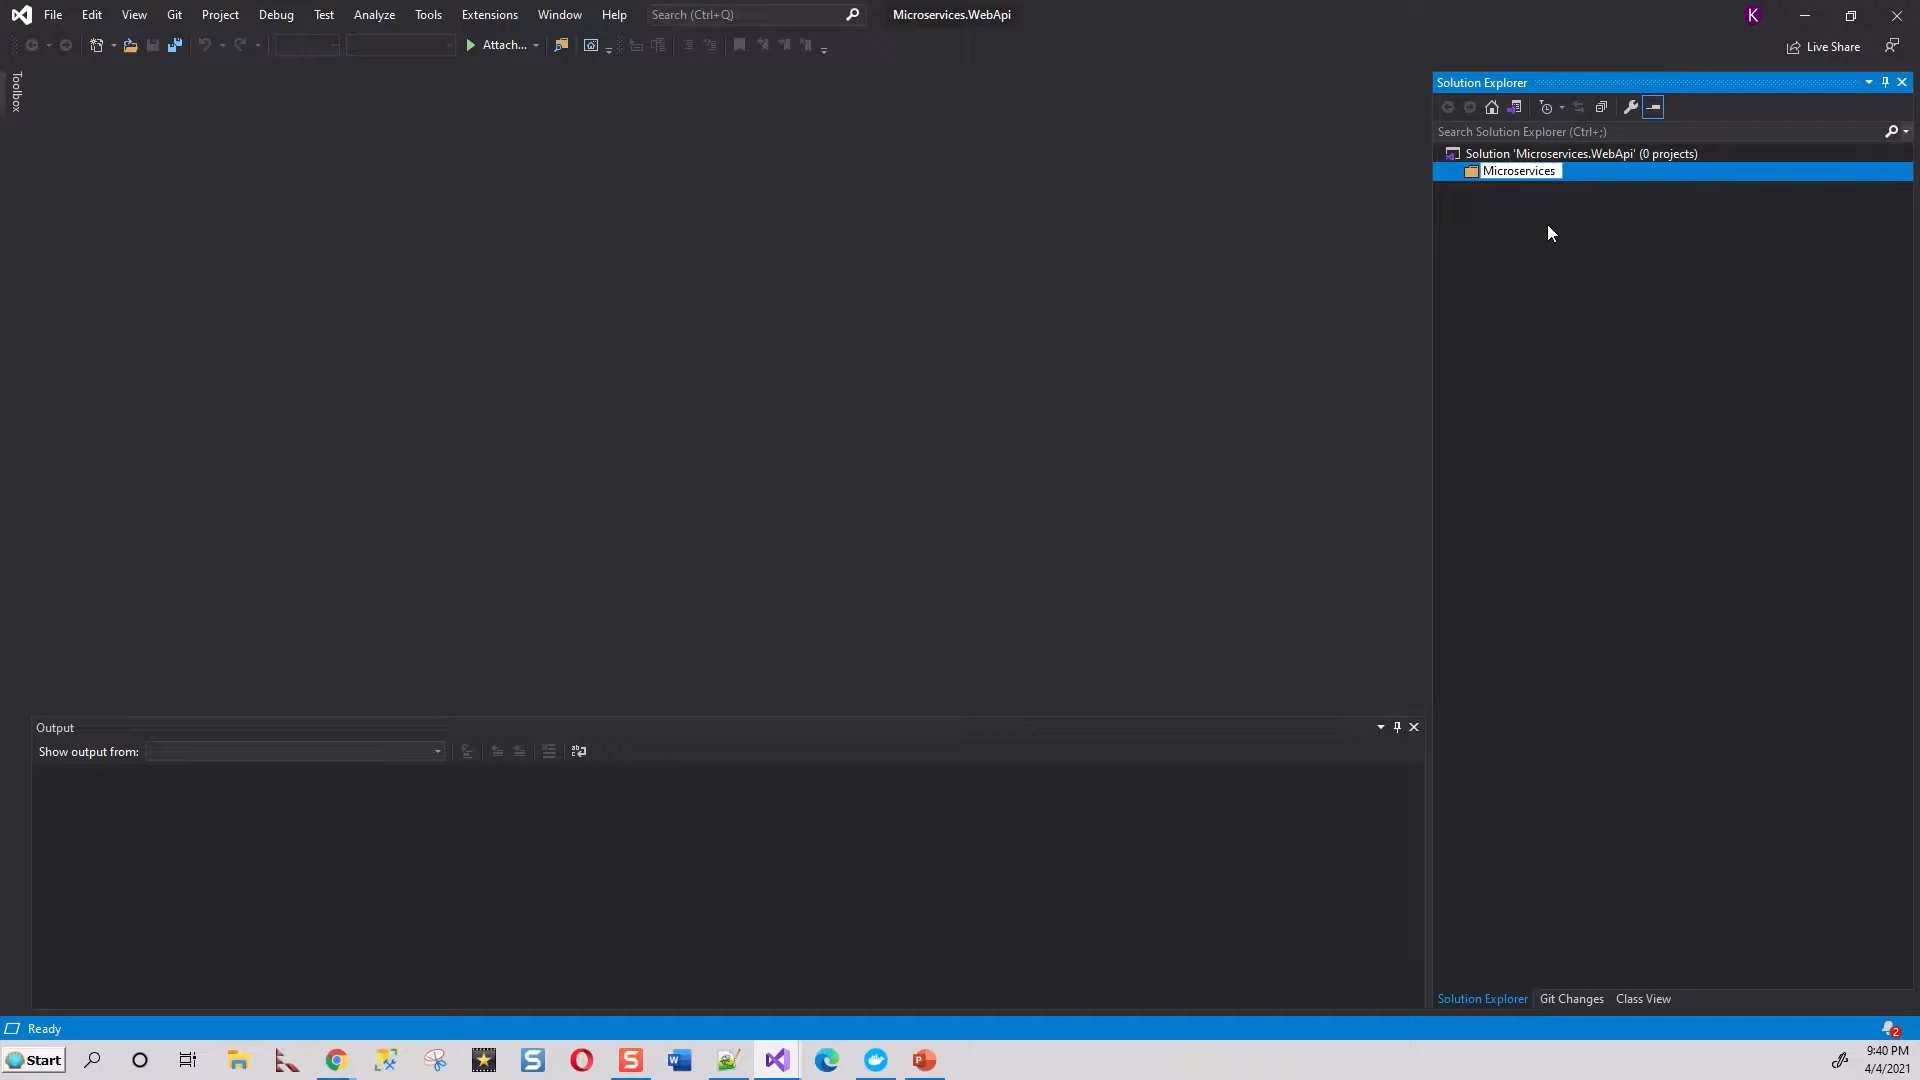 File Edit View Git Project Debug Test Analyze Tools Extensions Window Help Search (Ctrl+Q) Microservices.WebApi K
Attach... Live Share
Toolbox
Solution Explorer
Search Solution Explorer (Ctrl+;)
Solution 'Microservices.WebApi' (0 projects)
Microservices
Output
Show output from:
Solution Explorer Git Changes Class View
Ready 2
Start 9:40 PM
4/4/2021